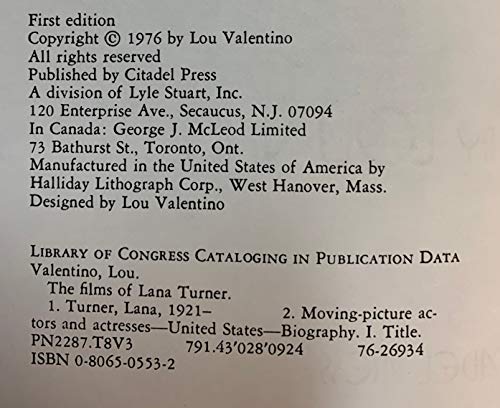 First edition
Copyright © 1976 by Lou Valentino
All rights reserved
Published by Citadel Press
A division of Lyle Stuart, Inc.
120 Enterprise Ave., Secaucus, N.J. 07094
In Canada: George J. McLeod Limited
73 Bathurst St., Toronto, Ont.
Manufactured in the United States of America by
Halliday Lithograph Corp., West Hanover, Mass.
Designed by Lou Valentino
LIBRARY OF CONGRESS CATALOGING IN PUBLICATION DATA
Valentino, Lou.
The films of Lana Turner.
1. Turner, Lana, 1921– 2. Moving-picture ac-
tors and actresses—United States—Biography. I. Title.
PN2287.T8V3 791.43'028'0924 76-26934
ISBN 0-8065-0553-2